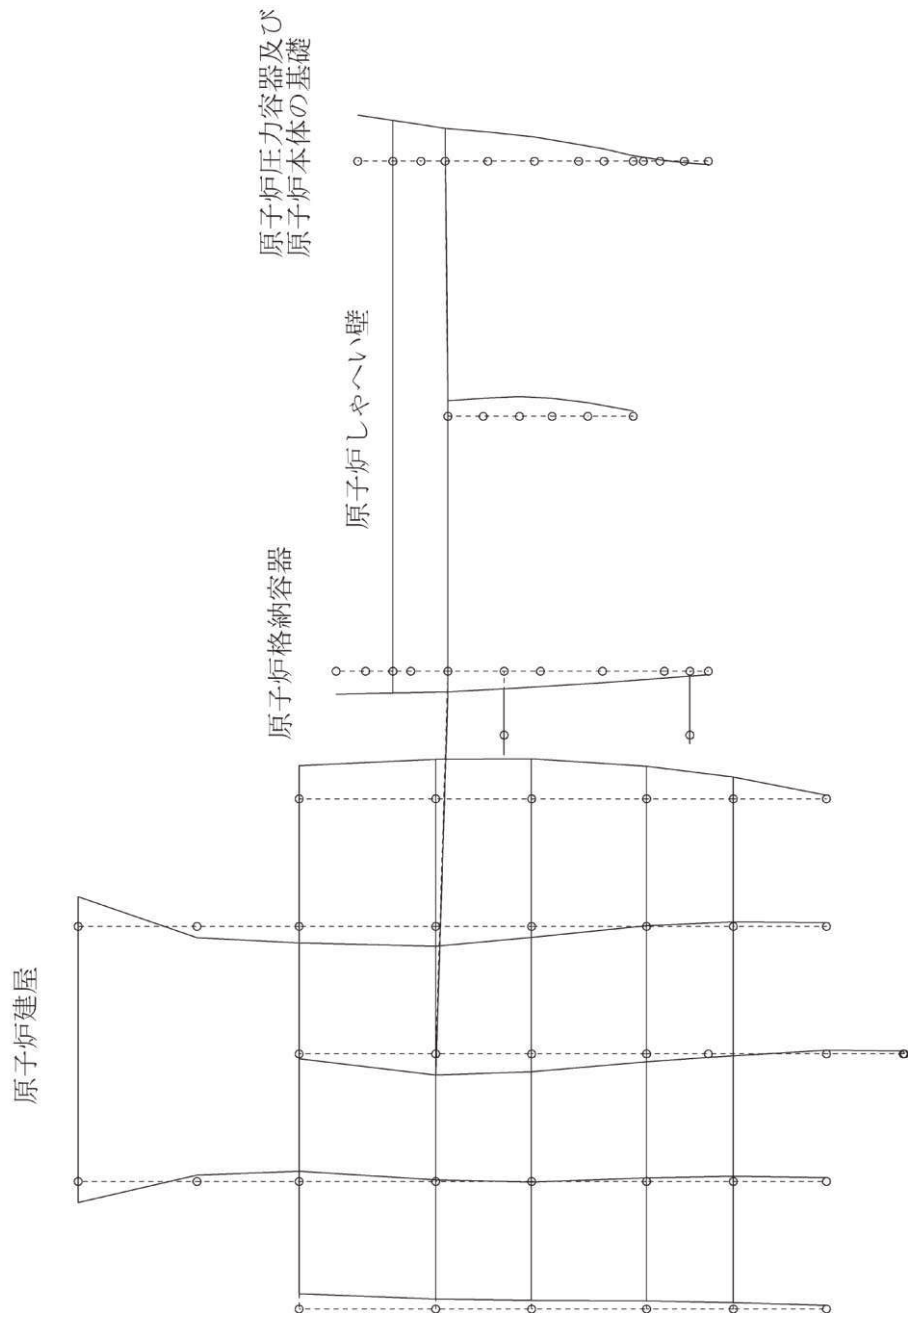 原子炉建屋
原子炉格納容器
原子炉しゃへい壁
原子炉圧力容器及び
原子炉本体の基礎